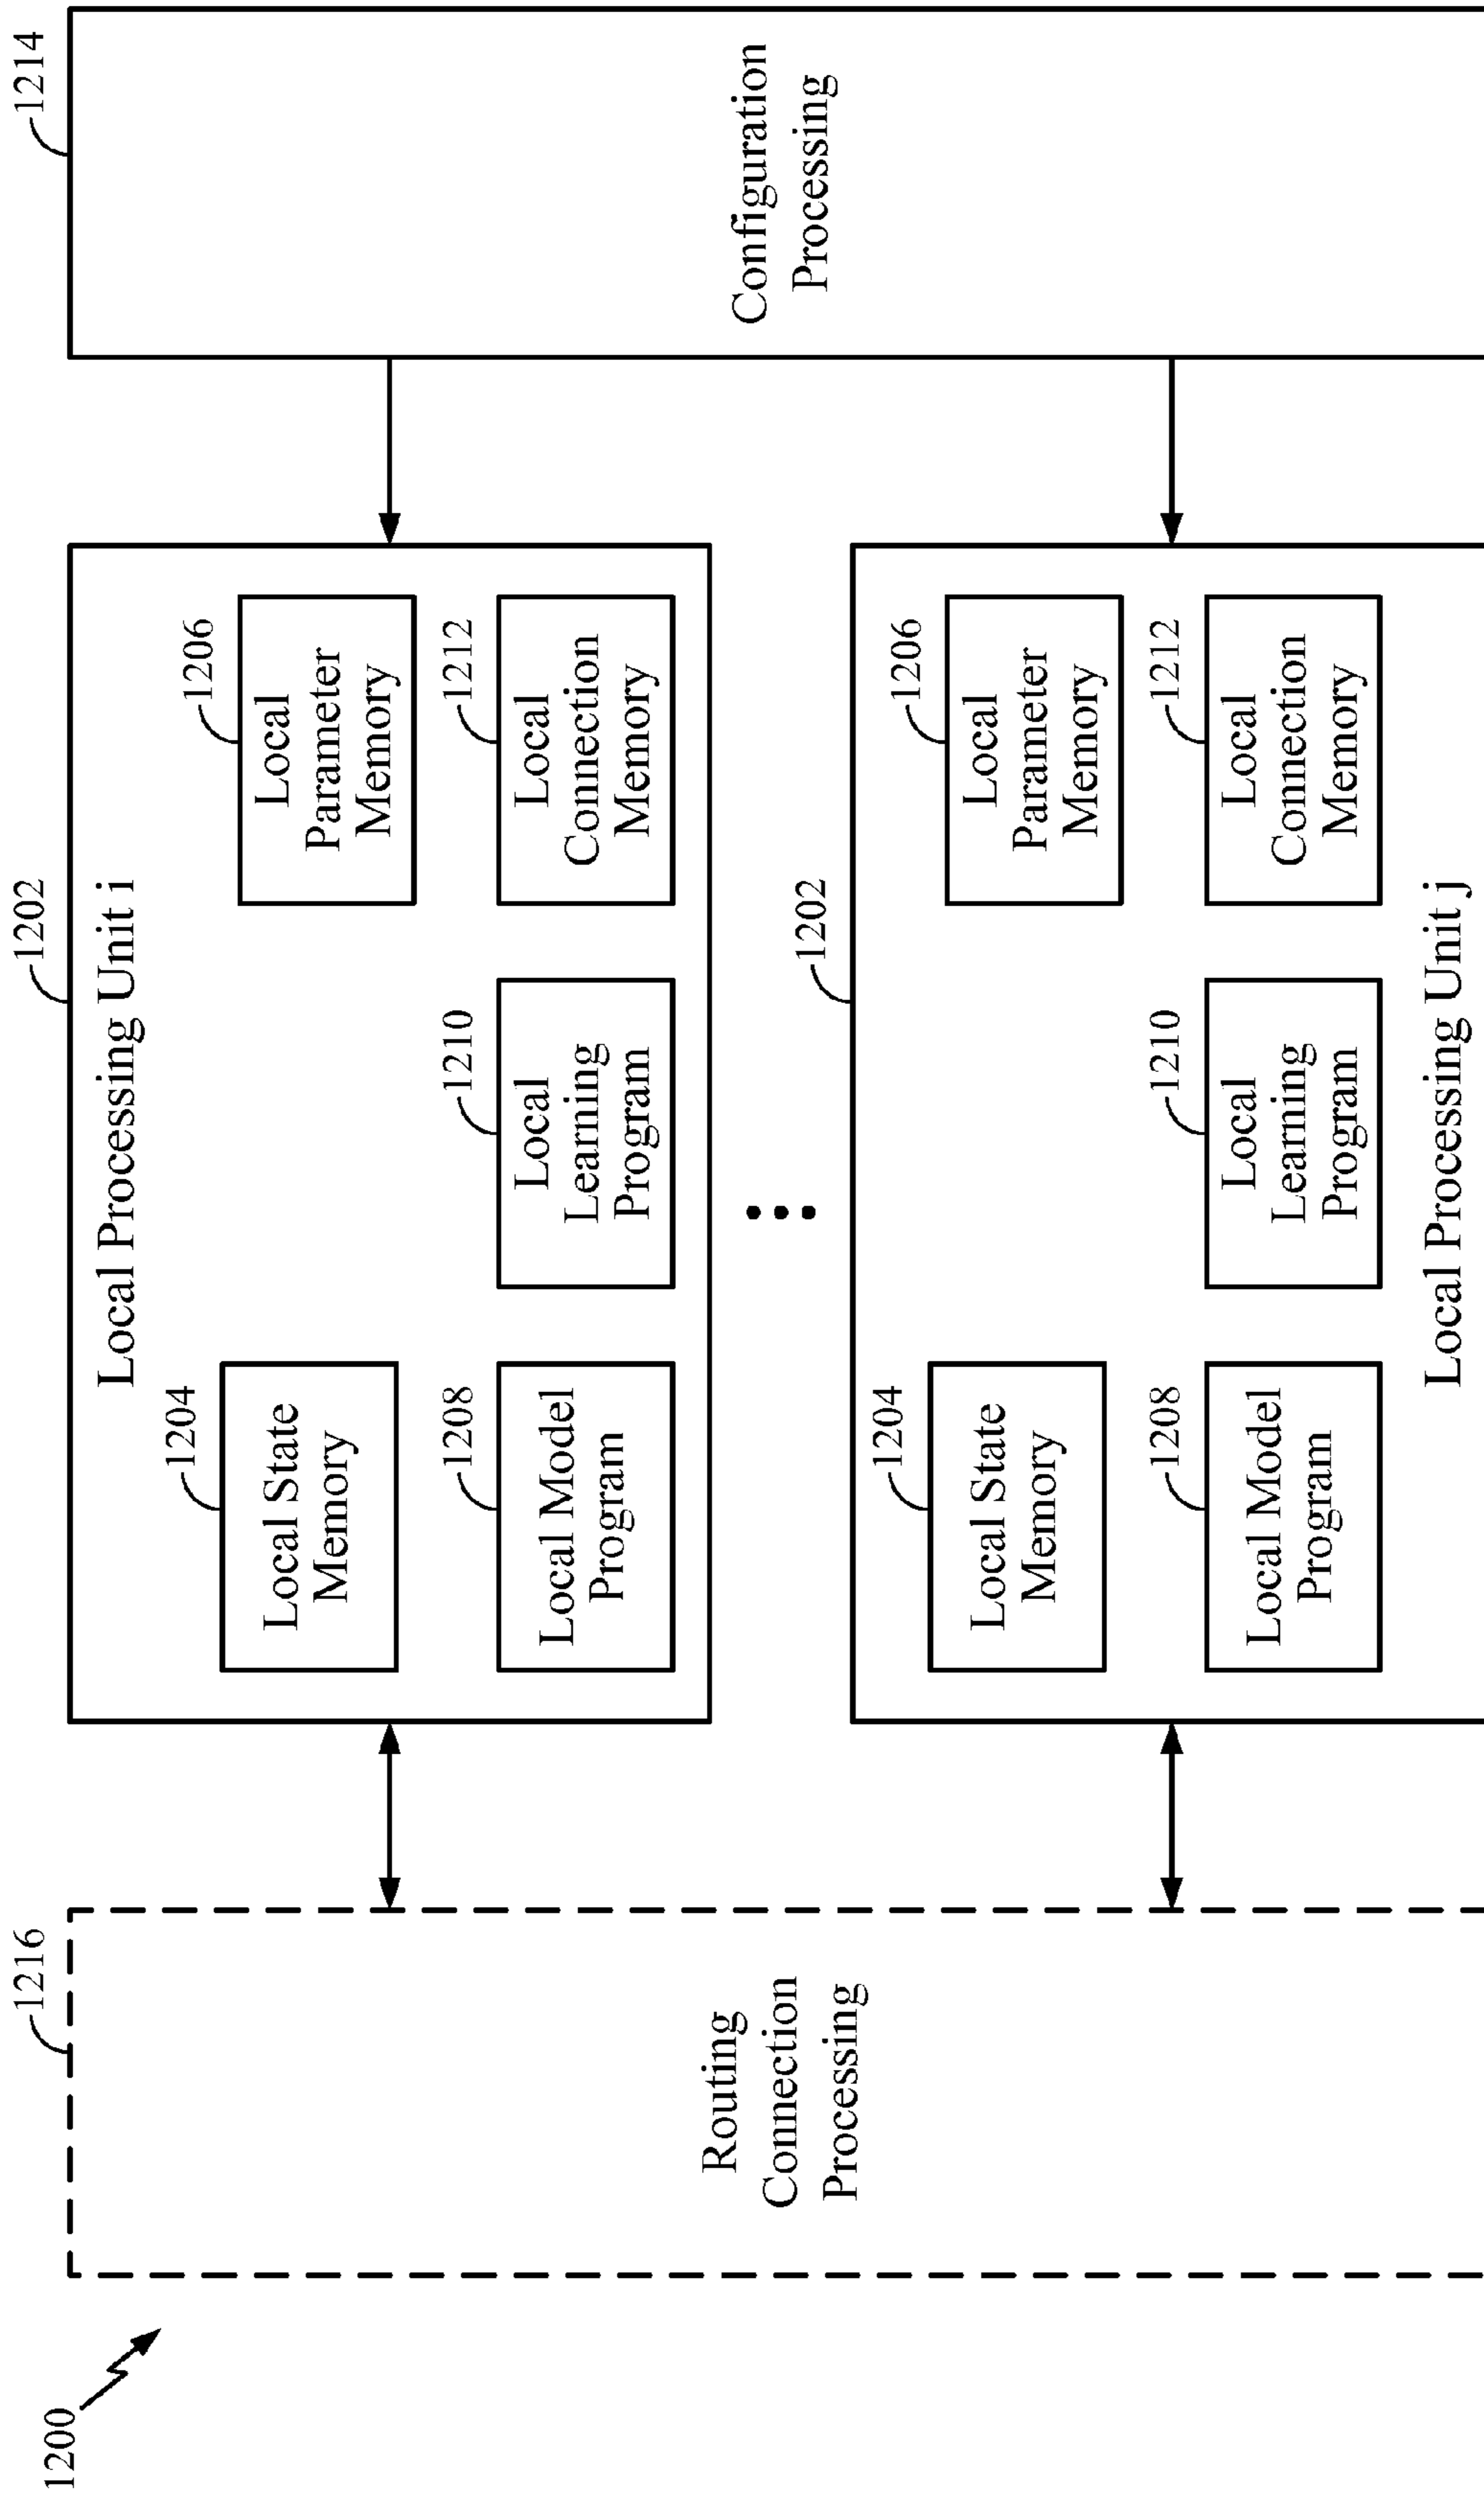 1200
1216
Routing
Connection
Processing
1202
Local Processing Unit i
1204
Local State
Memory
1206
Local
Parameter
Memory
1208
Local Model
Program
1210
Local
Learning
Program
1212
Local
Connection
Memory
1202
1204
Local State
Memory
1206
Local
Parameter
Memory
1208
Local Model
Program
1210
Local
Learning
Program
1212
Local
Connection
Memory
Local Processing Unit j
1214
Configuration
Processing